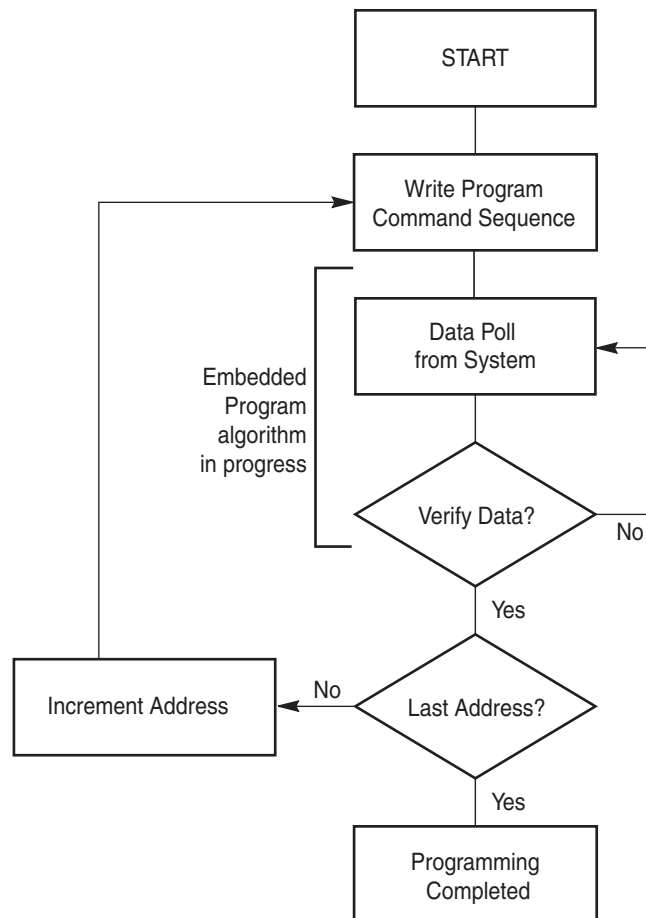 START
Write Program
Command Sequence
Data Poll
from System
Embedded
Program
algorithm
in progress
Verify Data?
No
Yes
No
Increment Address
Last Address?
Yes
Programming
Completed